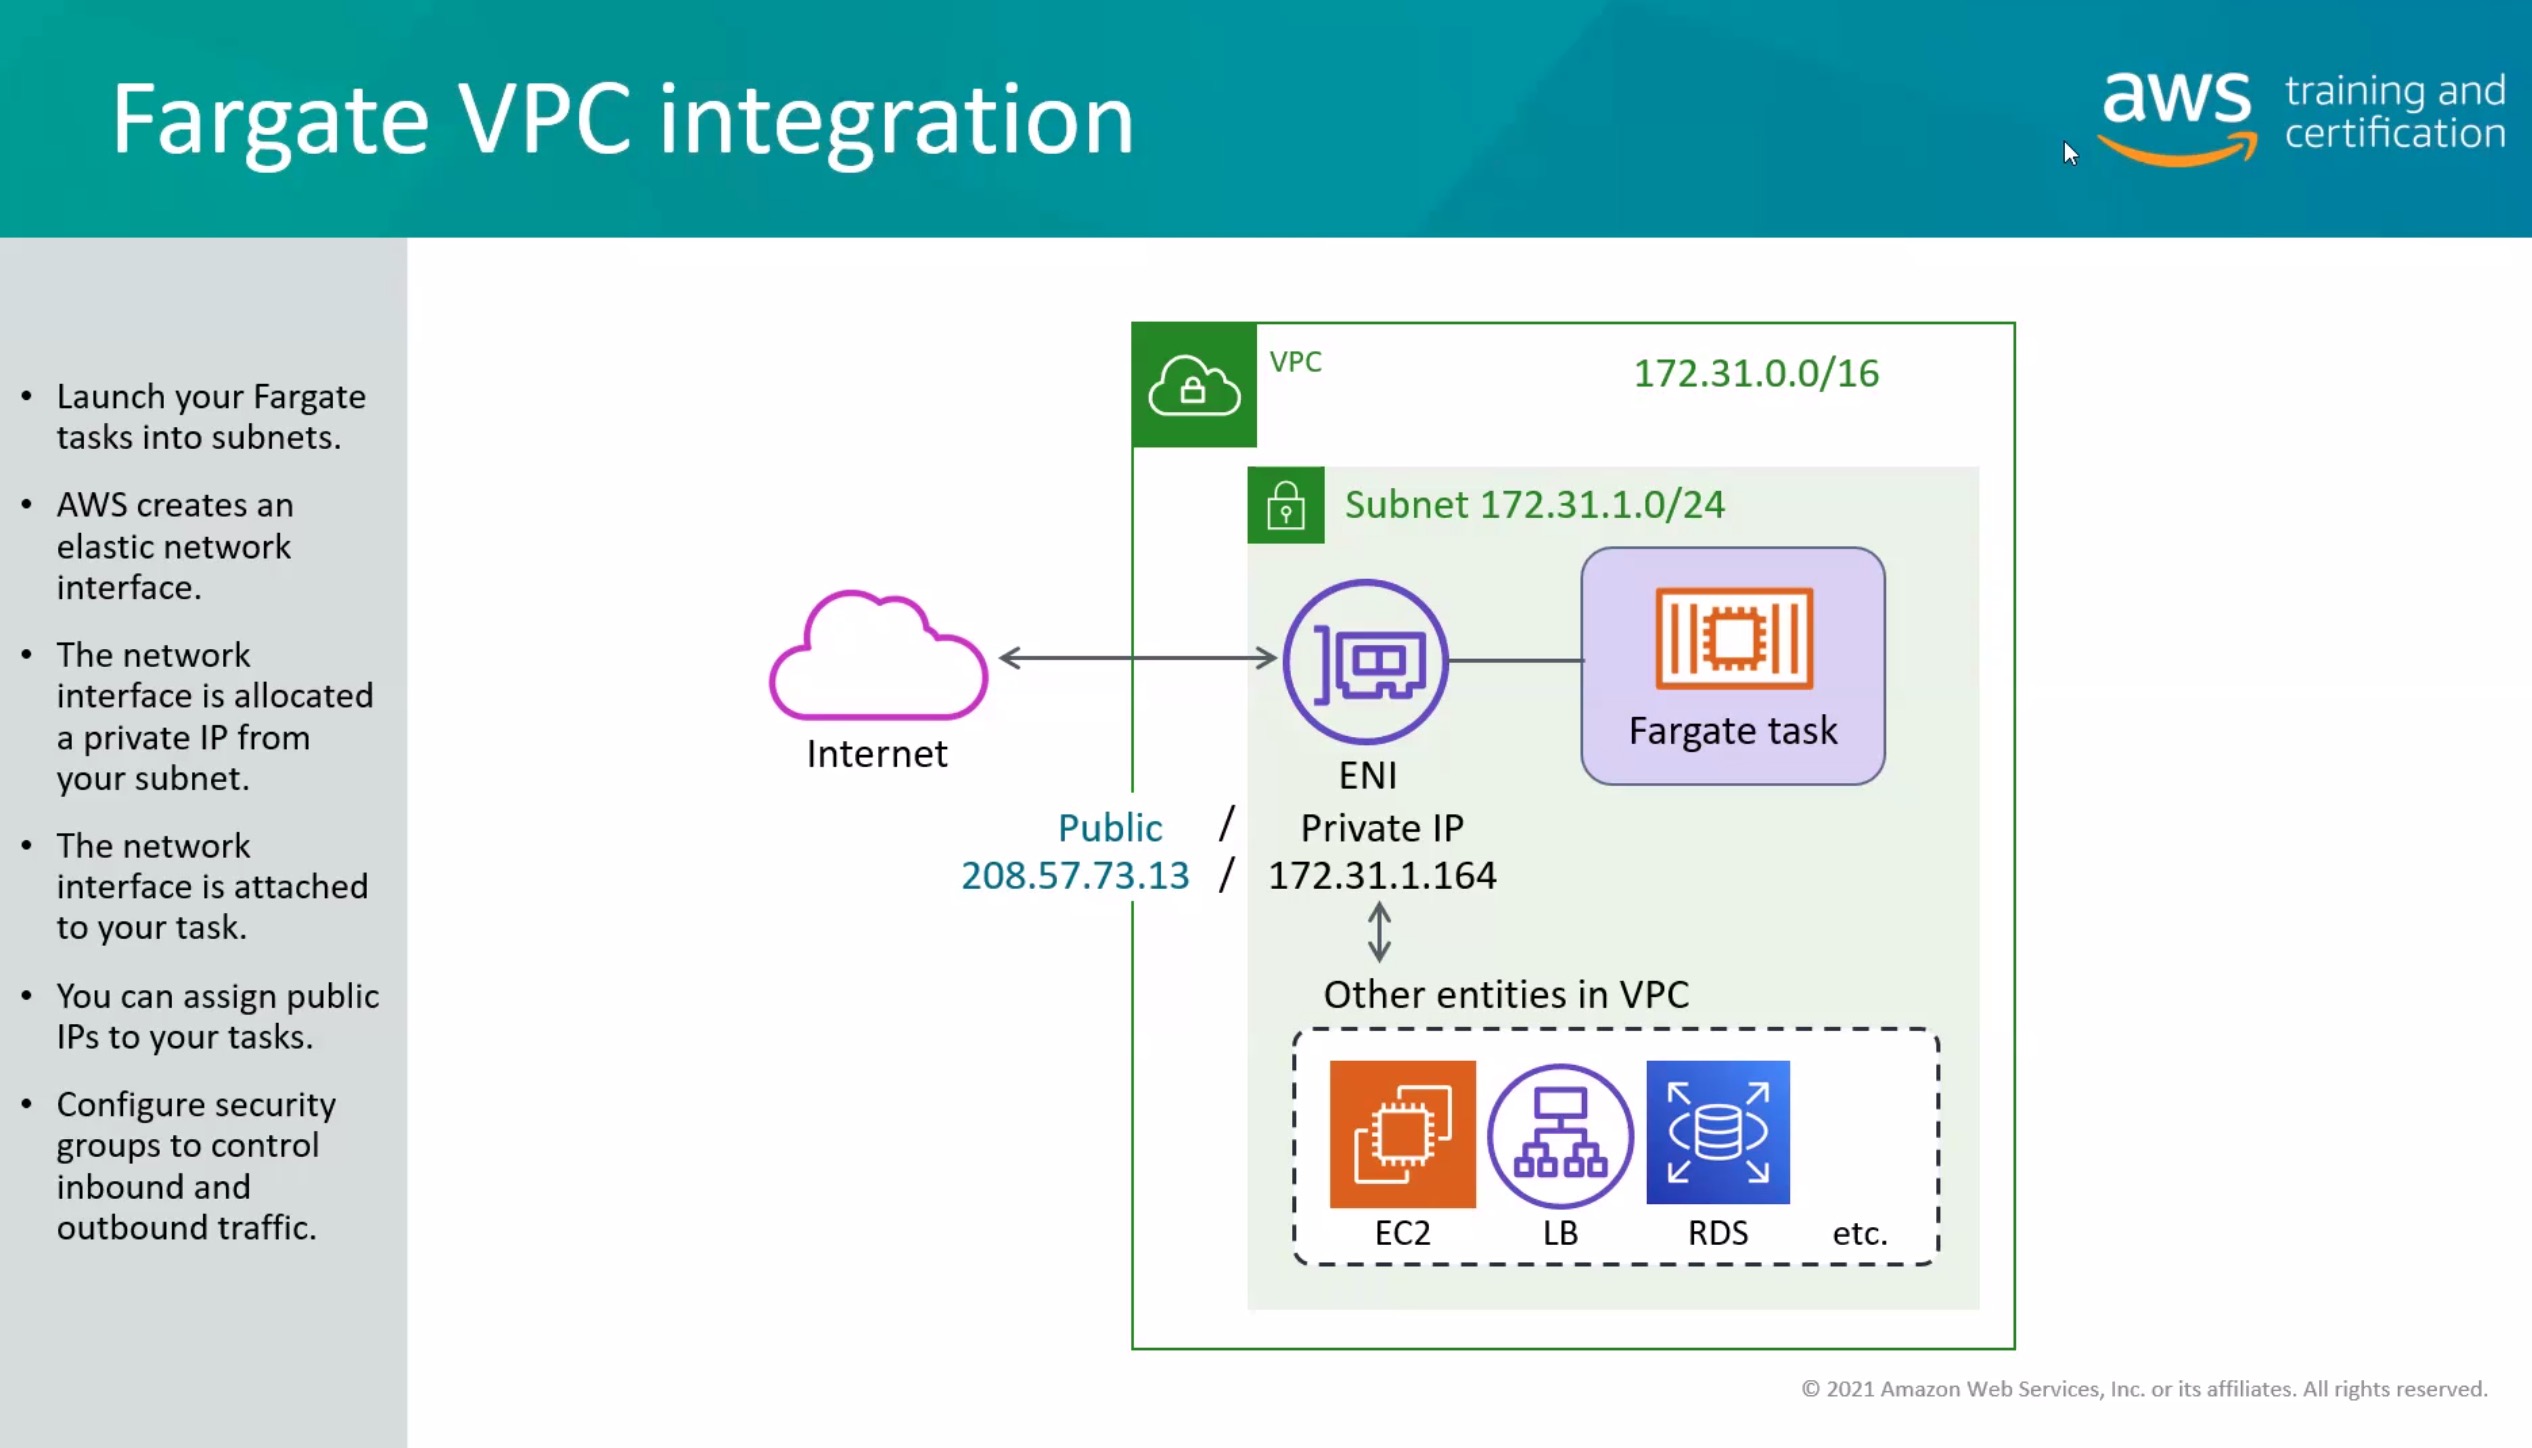 Fargate VPC integration
aws training and certification
• Launch your Fargate
tasks into subnets.
• AWS creates an
elastic network
interface.
• The network
interface is allocated
a private IP from
your subnet.
• The network
interface is attached
to your task.
• You can assign public
IPs to your tasks.
• Configure security
groups to control
inbound and
outbound traffic.
VPC
172.31.0.0/16
Subnet 172.31.1.0/24
Internet
ENI
Fargate task
Public / Private IP
208.57.73.13 / 172.31.1.164
Other entities in VPC
EC2 LB RDS etc.
© 2021 Amazon Web Services, Inc. or its affiliates. All rights reserved.